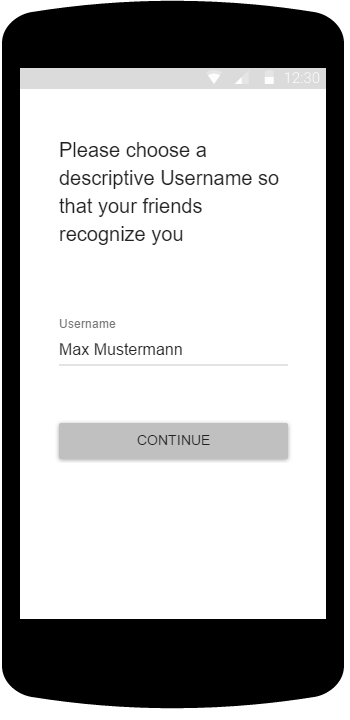 12:30
Please choose a
descriptive Username so
that your friends
recognize you
Username
Max Mustermann
CONTINUE